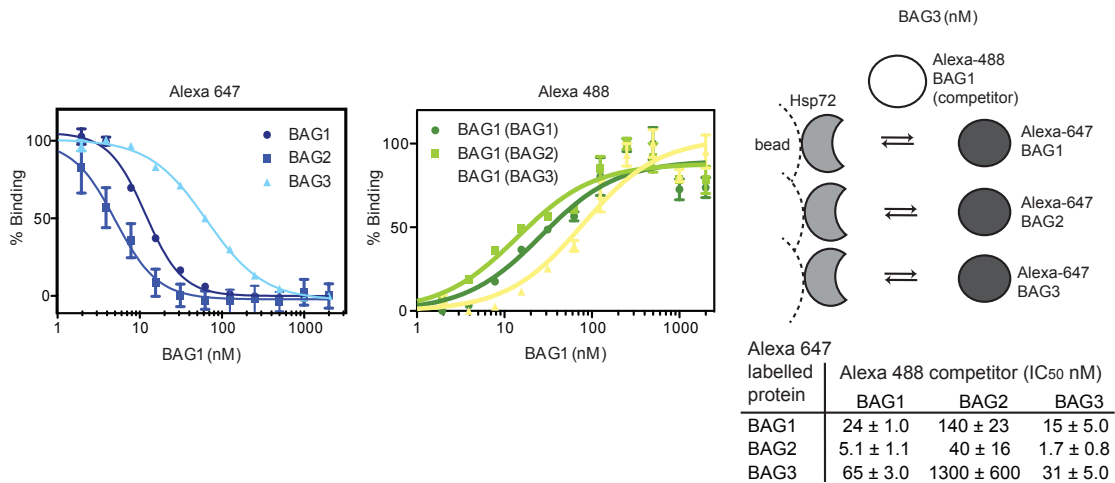 Alexa 647
% Binding
100
50
0
1
10
100
1000
BAG1 (nM)
BAG1
BAG2
BAG3
Alexa 488
% Binding
100
50
0
1
10
100
1000
BAG1 (nM)
BAG1 (BAG1)
BAG1 (BAG2)
BAG1 (BAG3)
BAG3 (nM)
Alexa-488
BAG1
(competitor)
Hsp72
bead
Alexa-647
BAG1
Alexa-647
BAG2
Alexa-647
BAG3
Alexa 647
labelled
protein
Alexa 488 competitor (IC50 nM)
BAG1 BAG2 BAG3
BAG1 24 ± 1.0 140 ± 23 15 ± 5.0
BAG2 5.1 ± 1.1 40 ± 16 1.7 ± 0.8
BAG3 65 ± 3.0 1300 ± 600 31 ± 5.0